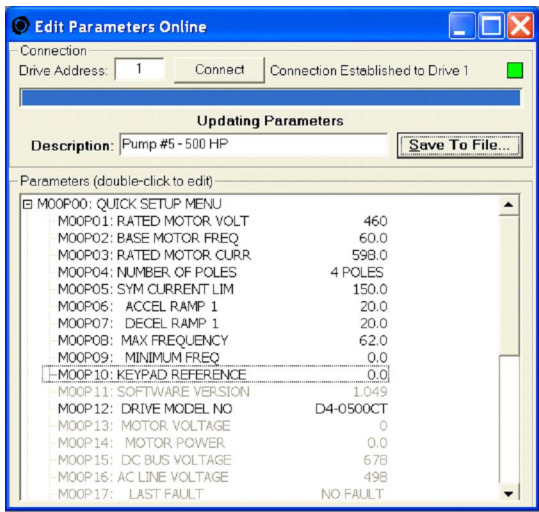 Edit Parameters Online
Connection
Drive Address: 1 Connect Connection Established to Drive 1
Updating Parameters
Description: Pump #5 - 500 HP Save To File...
Parameters (double-click to edit)
M00P00: QUICK SETUP MENU
M00P01: RATED MOTOR VOLT 460
M00P02: BASE MOTOR FREQ 60.0
M00P03: RATED MOTOR CURR 598.0
M00P04: NUMBER OF POLES 4 POLES
M00P05: SYM CURRENT LIM 150.0
M00P06: ACCEL RAMP 1 20.0
M00P07: DECEL RAMP 1 20.0
M00P08: MAX FREQUENCY 62.0
M00P09: MINIMUM FREQ 0.0
M00P10: KEYPAD REFERENCE 0.0
M00P11: SOFTWARE VERSION 1.049
M00P12: DRIVE MODEL NO D4-0500CT
M00P13: MOTOR VOLTAGE 0
M00P14: MOTOR POWER 0.0
M00P15: DC BUS VOLTAGE 678
M00P16: AC LINE VOLTAGE 498
M00P17: LAST FAULT NO FAULT